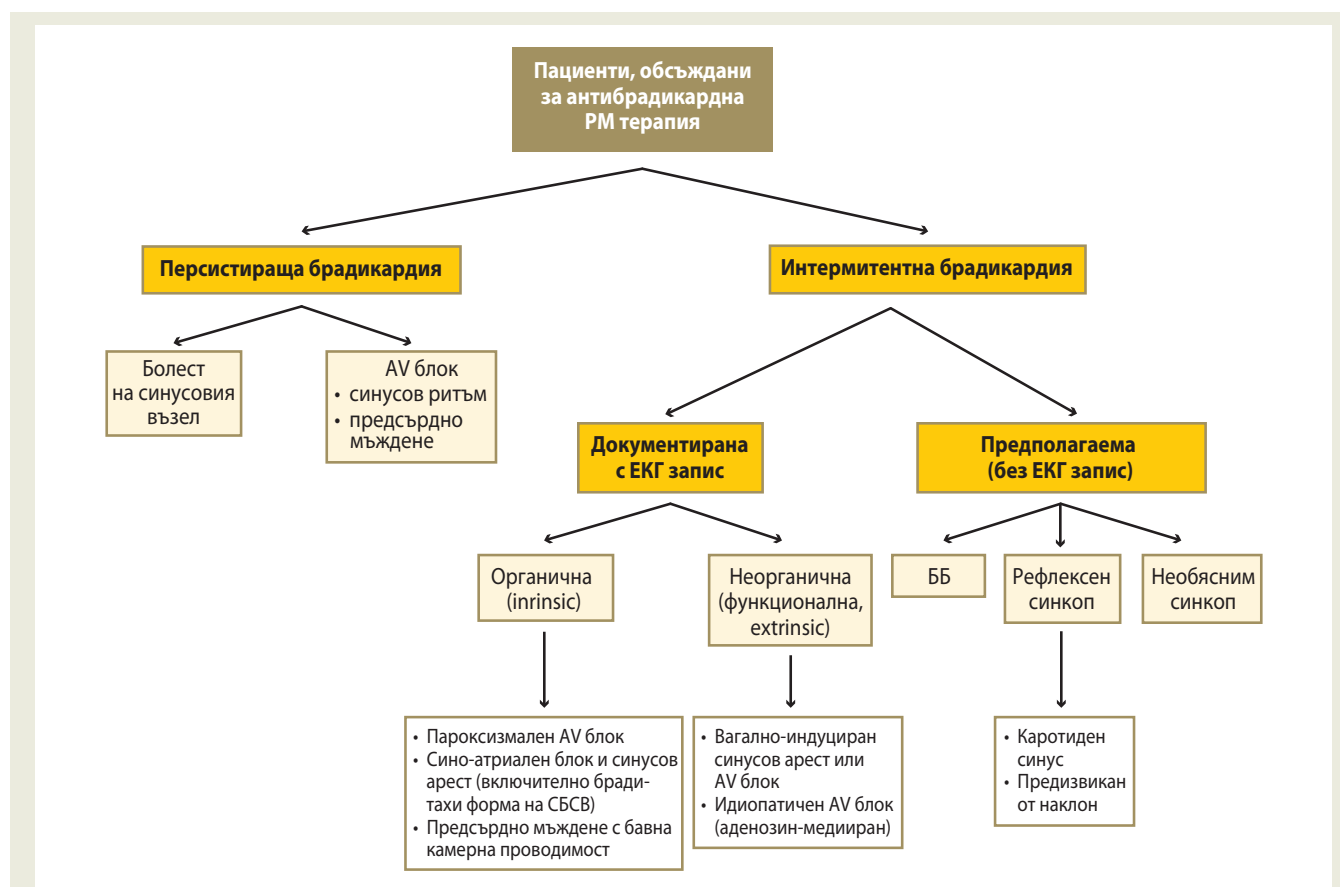 Пациенти, обсъждани
за антибрадикардна
РМ терапия
Персистираща брадикардия
Интермитентна брадикардия
Болест
на синусовия
възел
AV блок
• синусов ритъм
• предсърдно
мъждене
Документирана
с ЕКГ запис
Предполагаема
(без ЕКГ запис)
Органична
(inrinsic)
Неорганична
(функционална,
extrinsic)
ББ
Рефлексен
синкоп
Необясним
синкоп
• Пароксизмален AV блок
• Сино-атриален блок и синусов
арест (включително бради-
тахи форма на СБСВ)
• Предсърдно мъждене с бавна
камерна проводимост
• Вагално-индуциран
синусов арест или
AV блок
• Идиопатичен AV блок
(аденозин-медииран)
• Каротиден
синус
• Предизвикан
от наклон